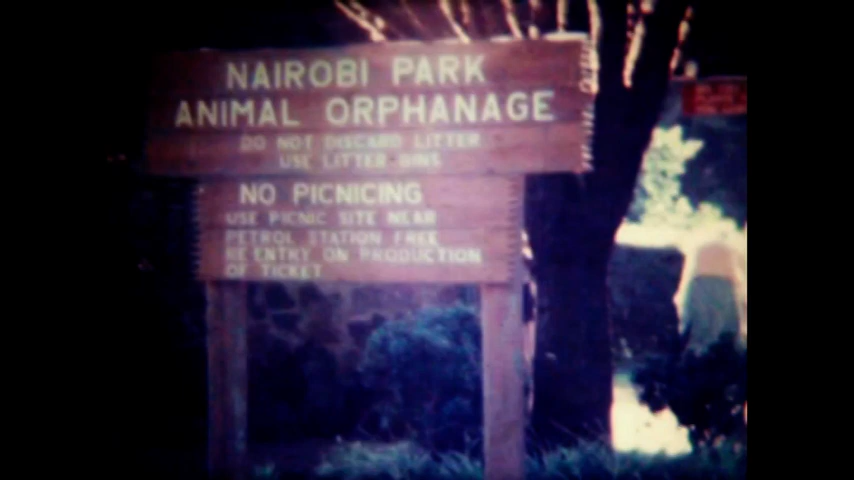 NAIROBI PARK
ANIMAL ORPHANAGE
DO NOT DISCARD LITTER
USE LITTER BINS
NO PICNICING
USE PICNIC SITE NEAR
PETROL STATION FREE
RE ENTRY ON PRODUCTION
OF TICKET